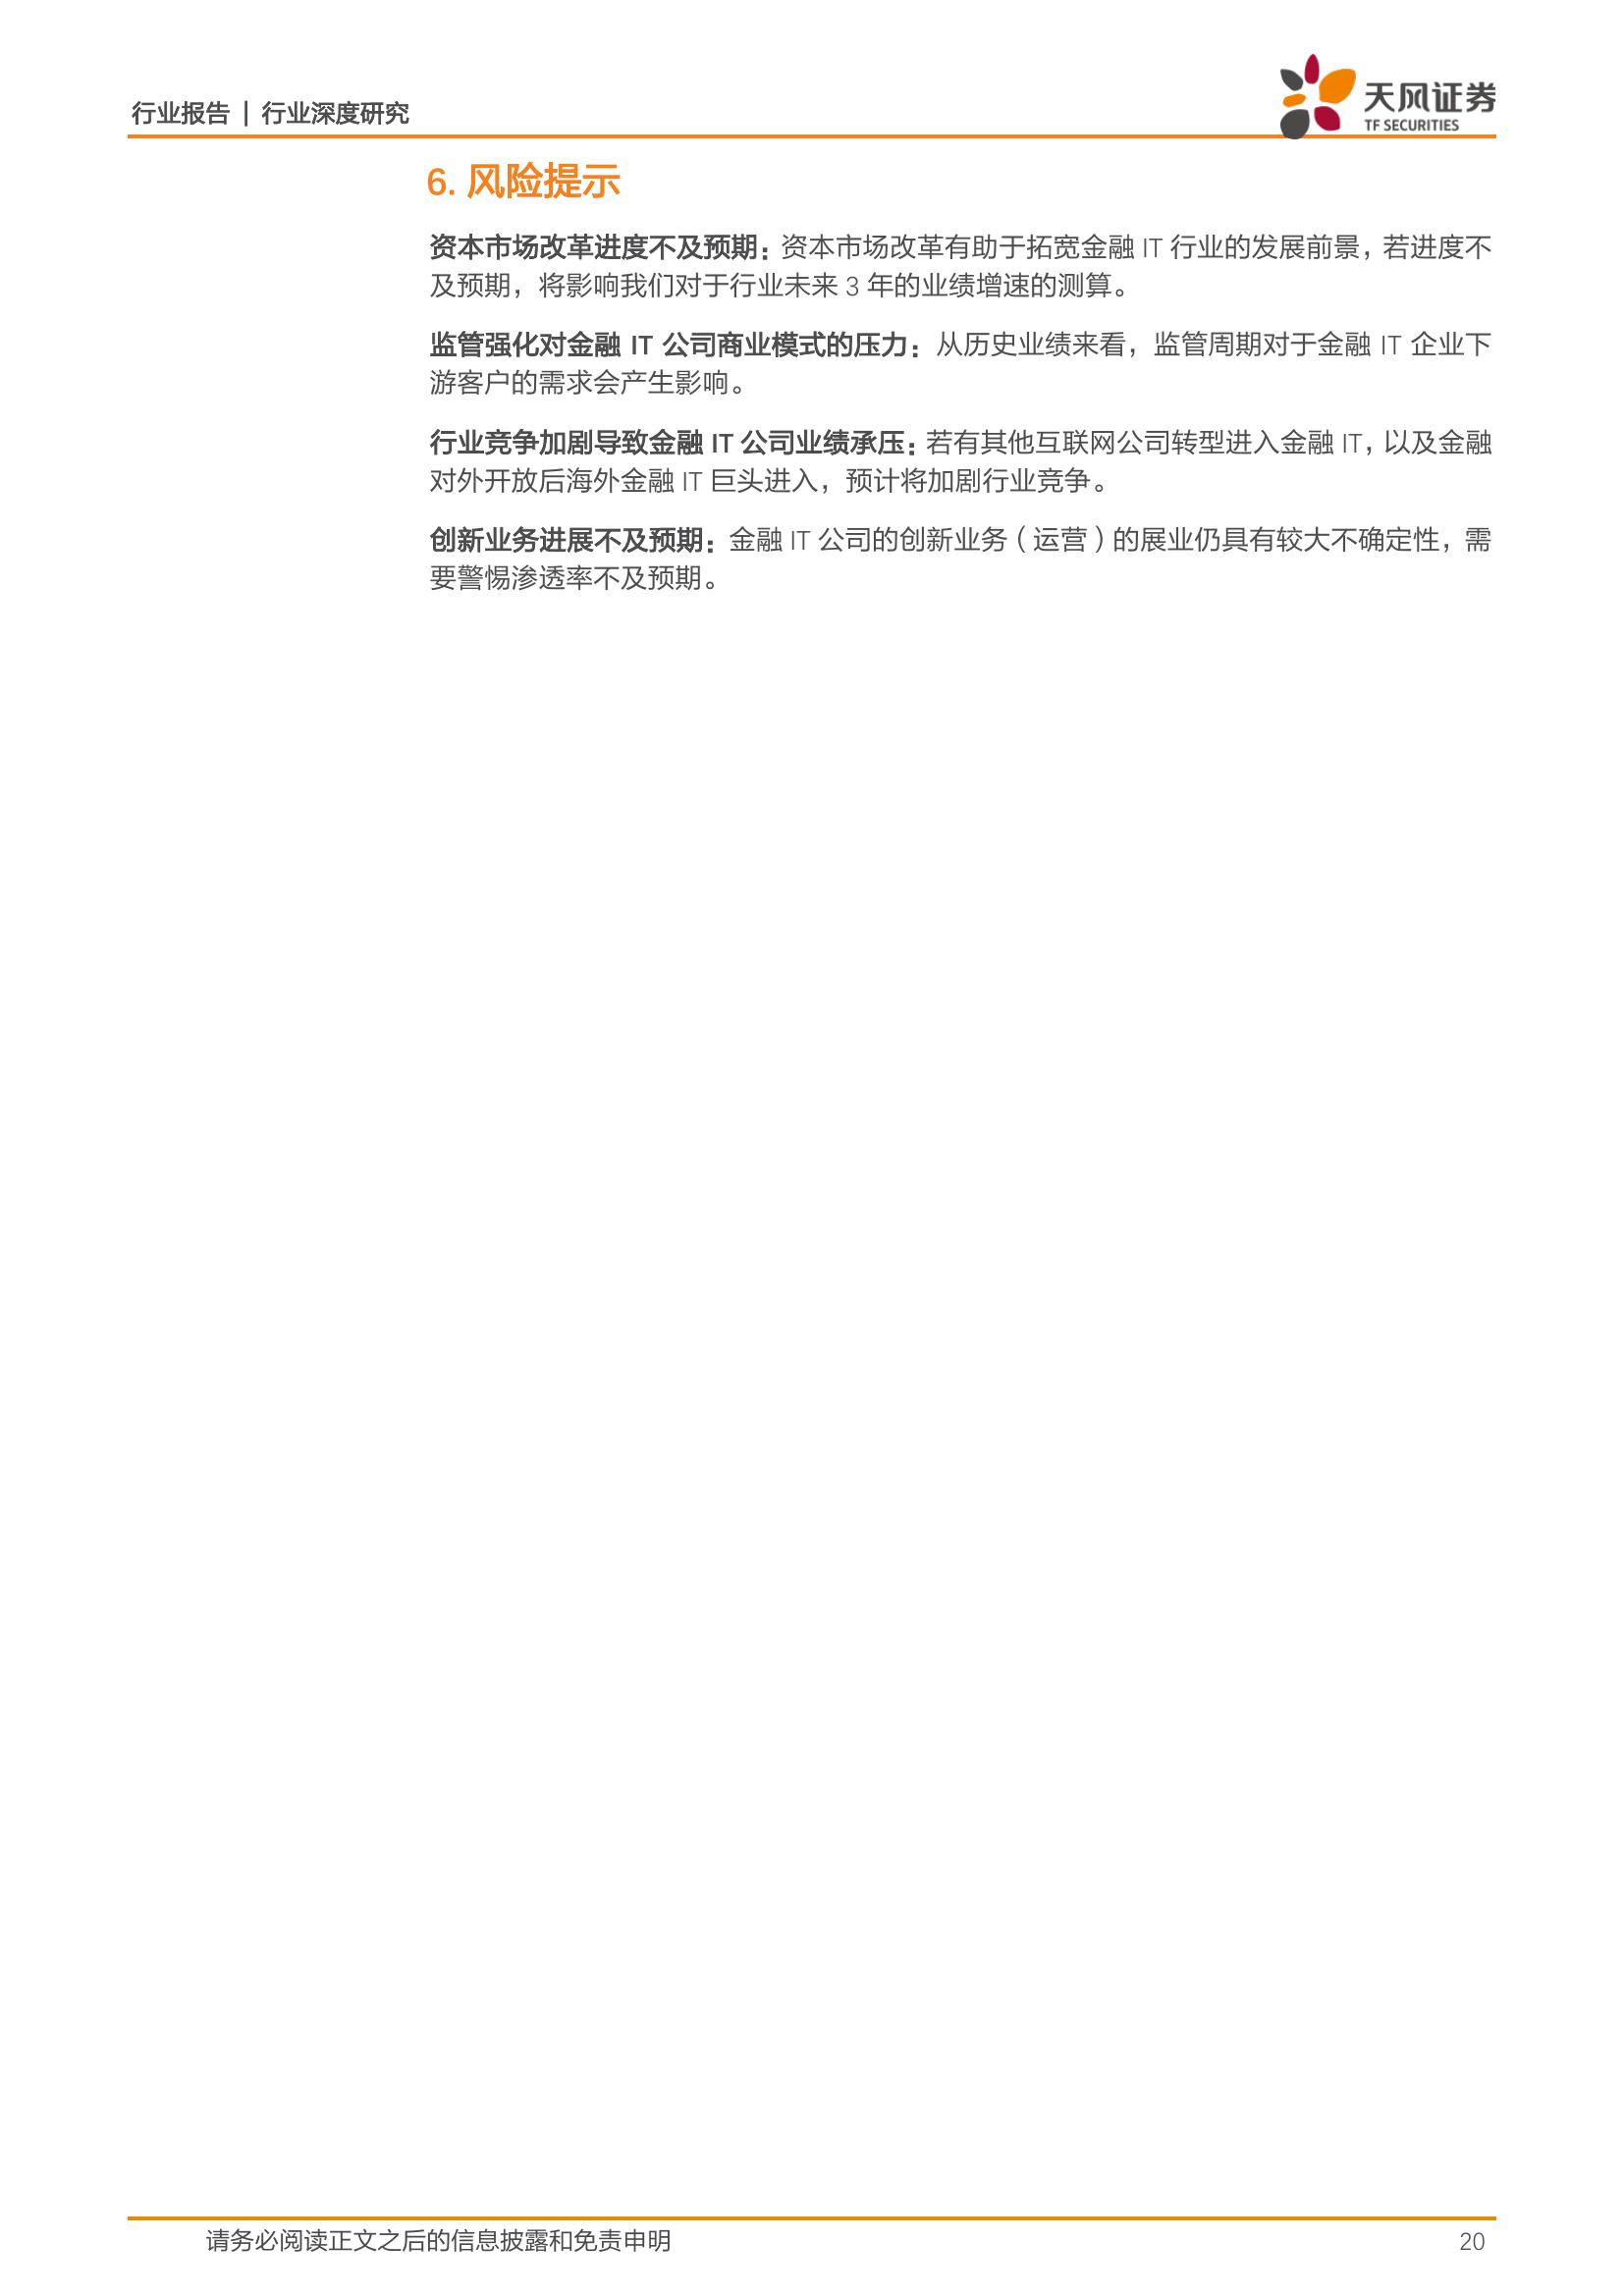 行业报告 | 行业深度研究
天风证券
TF SECURITIES
6. 风险提示
资本市场改革进度不及预期：资本市场改革有助于拓宽金融 IT 行业的发展前景，若进度不
及预期，将影响我们对于行业未来 3 年的业绩增速的测算。
监管强化对金融 IT 公司商业模式的压力：从历史业绩来看，监管周期对于金融 IT 企业下
游客户的需求会产生影响。
行业竞争加剧导致金融 IT 公司业绩承压：若有其他互联网公司转型进入金融 IT，以及金融
对外开放后海外金融 IT 巨头进入，预计将加剧行业竞争。
创新业务进展不及预期：金融 IT 公司的创新业务（运营）的展业仍具有较大不确定性，需
要警惕渗透率不及预期。
请务必阅读正文之后的信息披露和免责申明
20